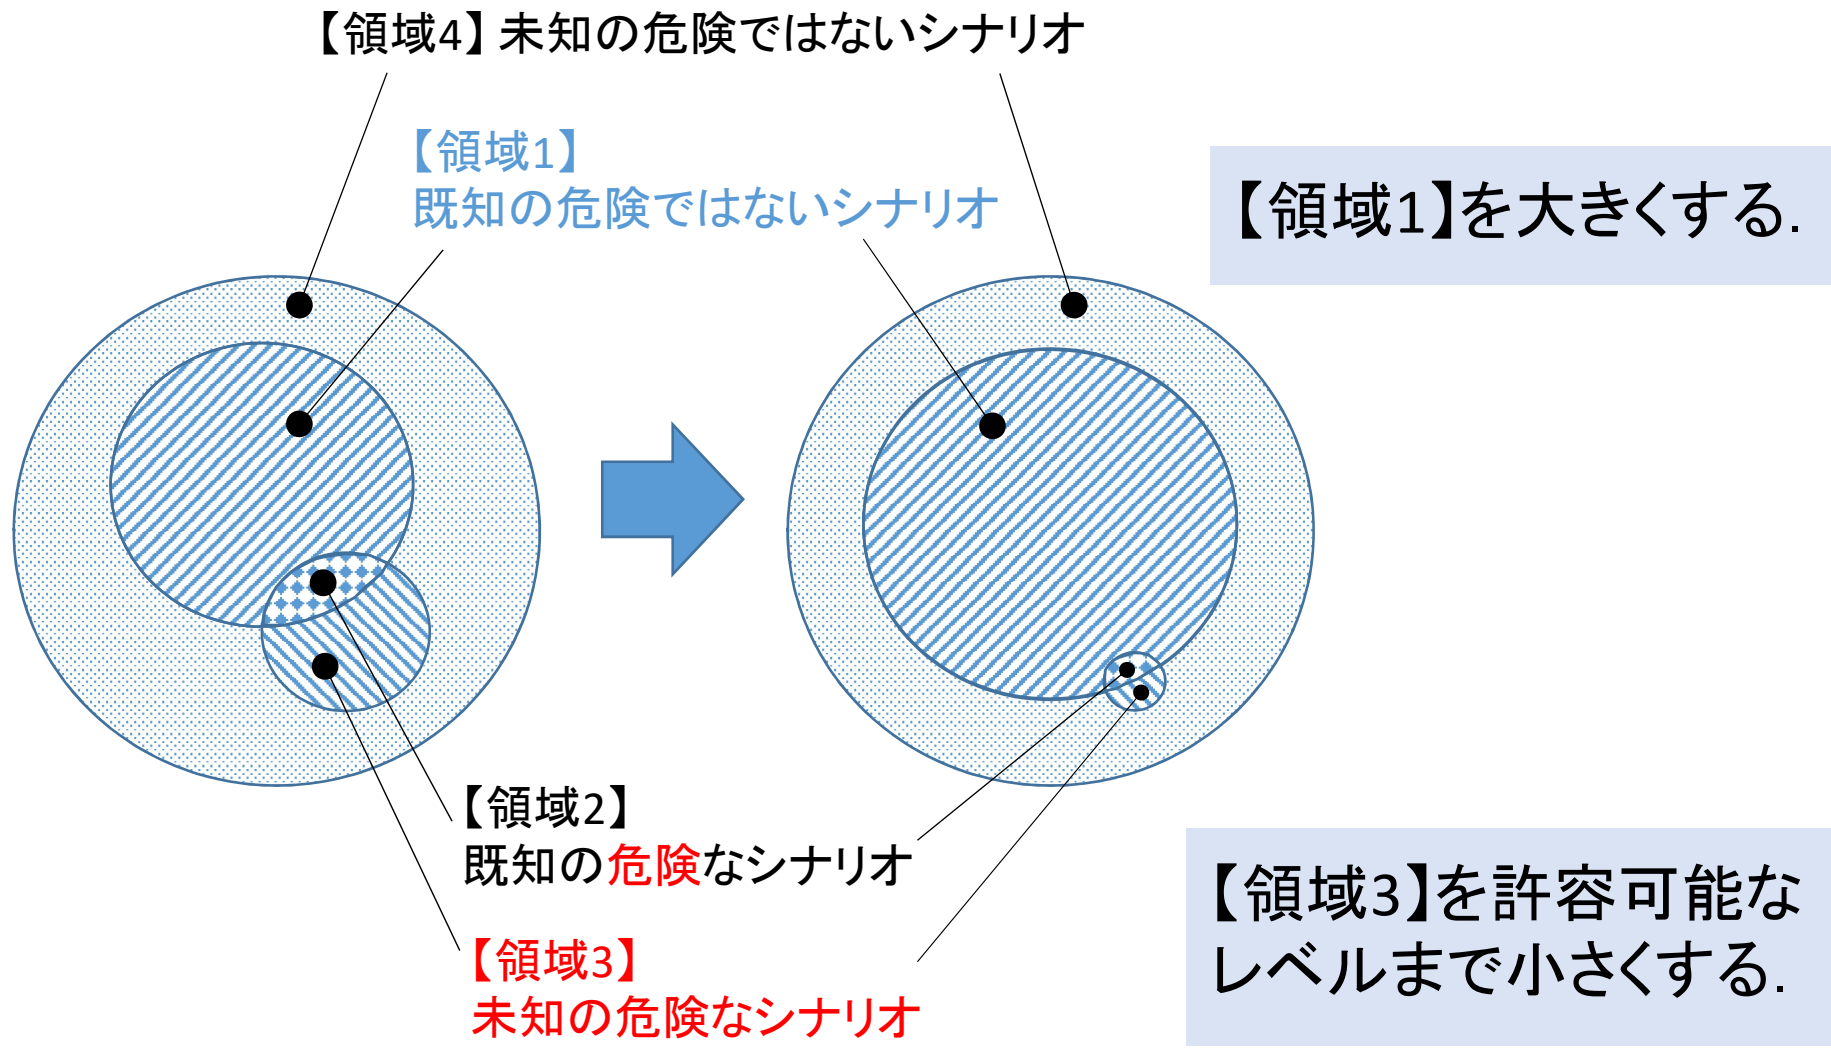 【領域4】未知の危険ではないシナリオ
【領域1】
既知の危険ではないシナリオ
【領域1】を大きくする.
【領域2】
既知の危険なシナリオ
【領域3】
未知の危険なシナリオ
【領域3】を許容可能な
レベルまで小さくする.